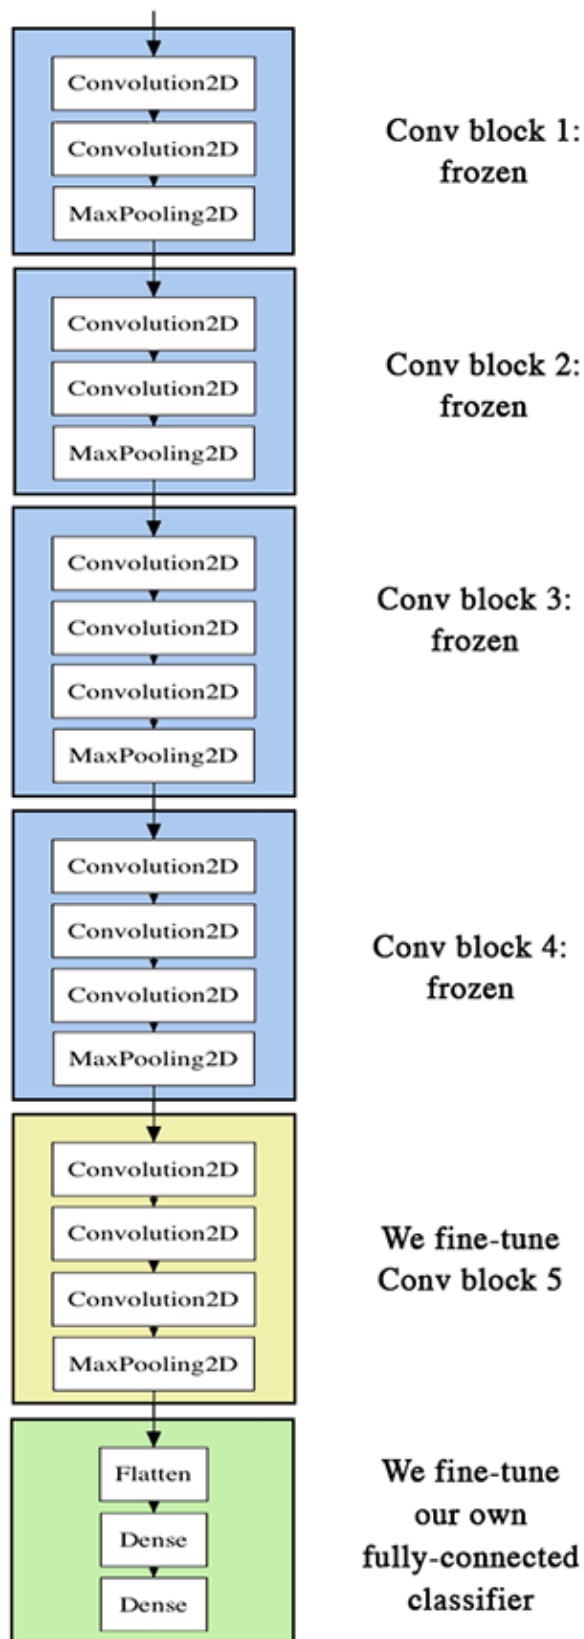 Convolution2D
Convolution2D
MaxPooling2D
Conv block 1:
frozen
Convolution2D
Convolution2D
MaxPooling2D
Conv block 2:
frozen
Convolution2D
Convolution2D
Convolution2D
MaxPooling2D
Conv block 3:
frozen
Convolution2D
Convolution2D
Convolution2D
MaxPooling2D
Conv block 4:
frozen
Convolution2D
Convolution2D
Convolution2D
MaxPooling2D
We fine-tune
Conv block 5
Flatten
Dense
Dense
We fine-tune
our own
fully-connected
classifier